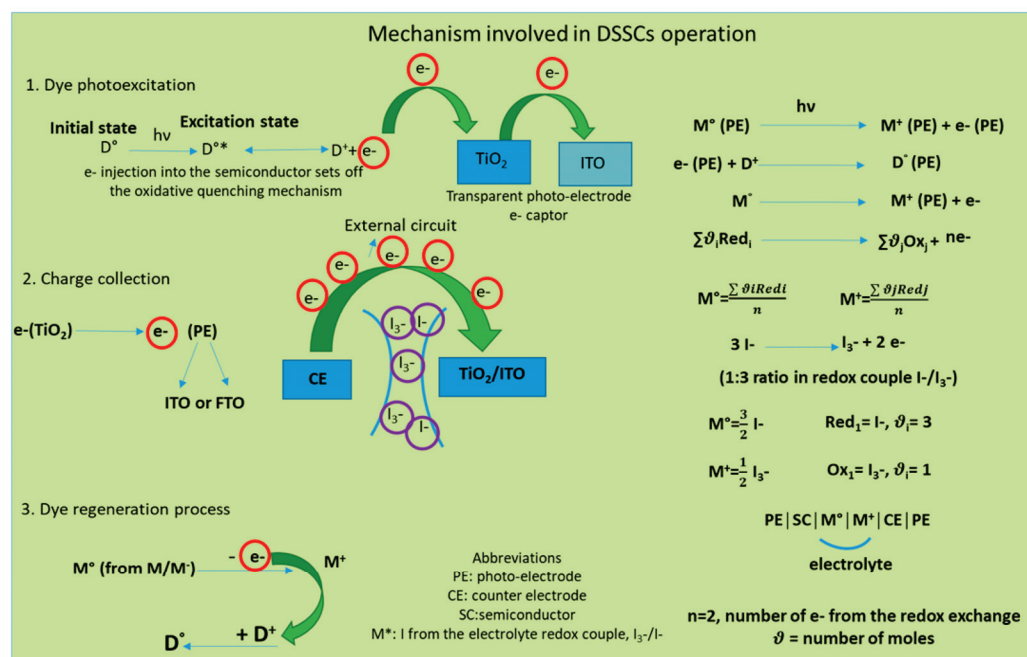 Mechanism involved in DSSCs operation
1. Dye photoexcitation
Initial state
hν
Excitation state
D°
D°*
D⁺+ e-
e- injection into the semiconductor sets off
the oxidative quenching mechanism
e-
e-
TiO₂
ITO
Transparent photo-electrode
e- captor
External circuit
2. Charge collection
e-(TiO₂)
e-
(PE)
ITO or FTO
e-
e-
e-
e-
e-
CE
I₃- I-
I₃-
I₃- I-
TiO₂/ITO
3. Dye regeneration process
M° (from M/M⁻)
- e-
M⁺
D° + D⁺
Abbreviations
PE: photo-electrode
CE: counter electrode
SC:semiconductor
M*: I from the electrolyte redox couple, I₃-/I-
hν
M° (PE) M⁺ (PE) + e- (PE)
e- (PE) + D⁺ D° (PE)
M° M⁺ (PE) + e-
∑ϑᵢRedᵢ ∑ϑⱼOxⱼ + ne-
M°=∑ ϑiRedi/n M⁺=∑ ϑjRedj/n
3 I- I₃- + 2 e-
(1:3 ratio in redox couple I-/I₃-)
M°=3/2 I- Red₁= I-, ϑᵢ= 3
M⁺=1/2 I₃- Ox₁= I₃-, ϑᵢ= 1
PE|SC|M°|M⁺|CE|PE
electrolyte
n=2, number of e- from the redox exchange
ϑ = number of moles